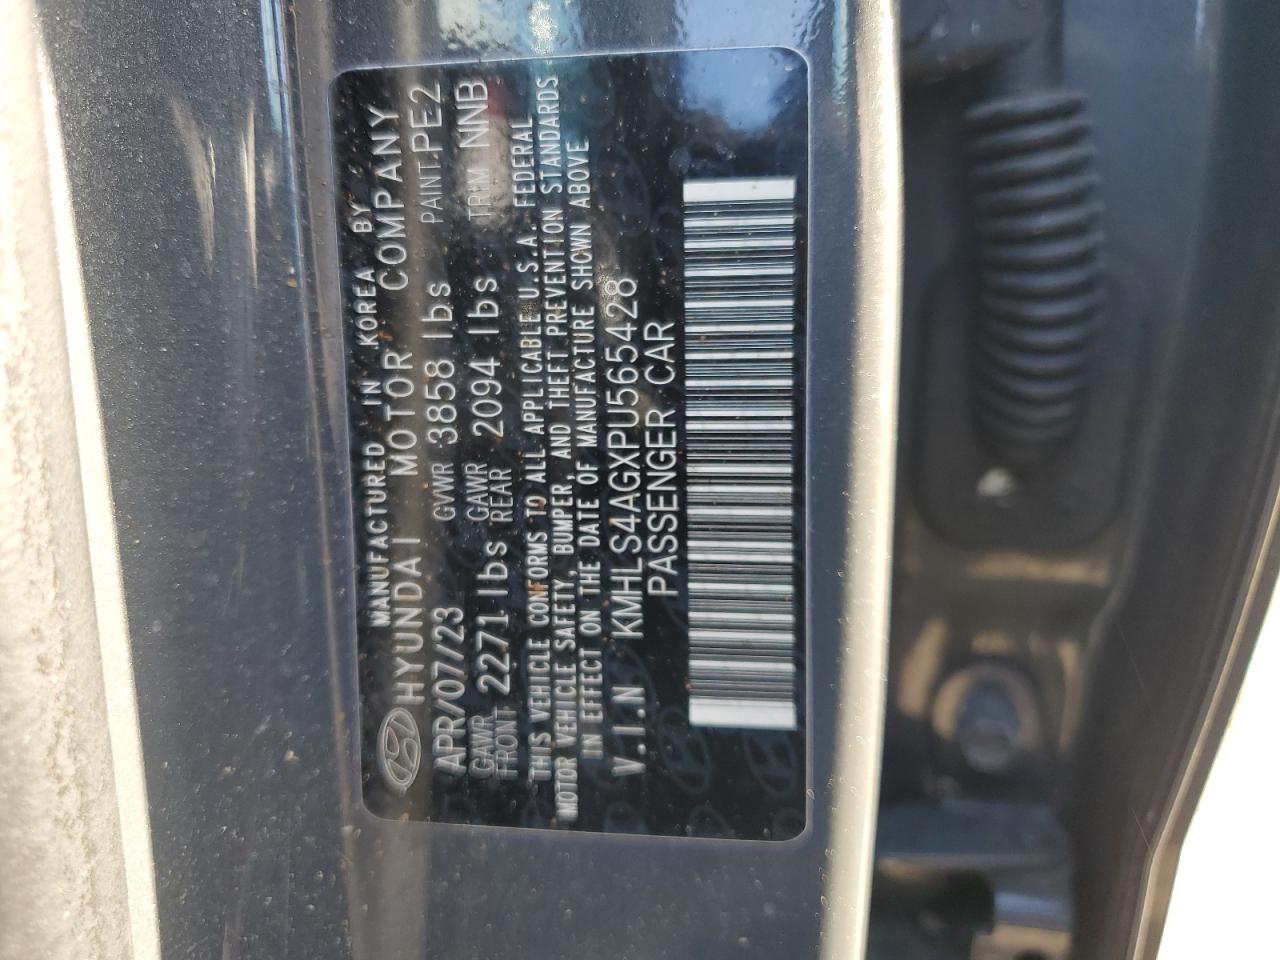 MANUFACTURED IN KOREA BY
HYUNDAI MOTOR COMPANY
APR/07/23 GVWR 3858 lbs PAINT PE2
GAWR FRONT 2271 lbs GAWR REAR 2094 lbs TRIM NNB
THIS VEHICLE CONFORMS TO ALL APPLICABLE U.S.A. FEDERAL
MOTOR VEHICLE SAFETY, BUMPER, AND THEFT PREVENTION STANDARDS
IN EFFECT ON THE DATE OF MANUFACTURE SHOWN ABOVE
V.I.N KMHLS4AGXPU565428
PASSENGER CAR